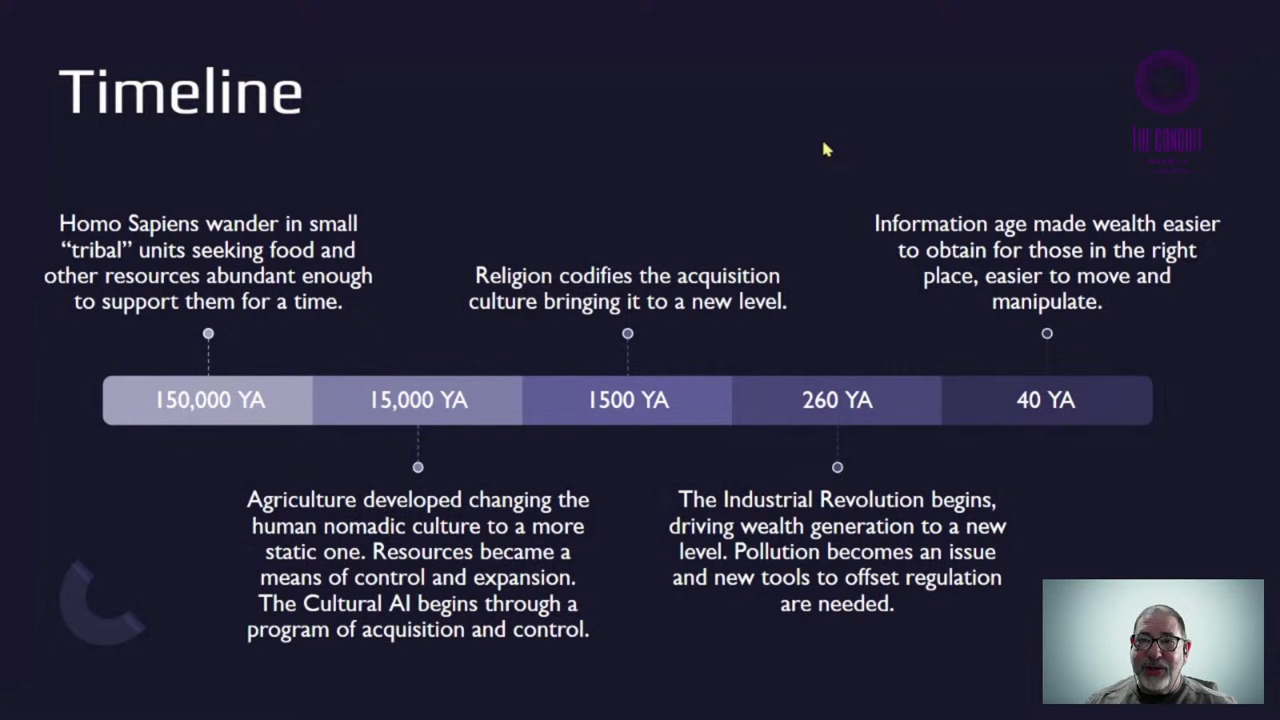 Timeline
THE CONDUIT
Homo Sapiens wander in small
“tribal” units seeking food and
other resources abundant enough
to support them for a time.
Religion codifies the acquisition
culture bringing it to a new level.
Information age made wealth easier
to obtain for those in the right
place, easier to move and
manipulate.
150,000 YA
15,000 YA
1500 YA
260 YA
40 YA
Agriculture developed changing the
human nomadic culture to a more
static one. Resources became a
means of control and expansion.
The Cultural AI begins through a
program of acquisition and control.
The Industrial Revolution begins,
driving wealth generation to a new
level. Pollution becomes an issue
and new tools to offset regulation
are needed.